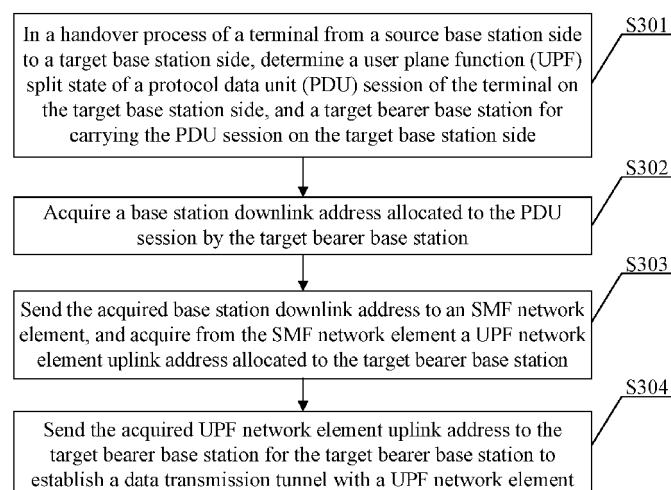 In a handover process of a terminal from a source base station side
to a target base station side, determine a user plane function (UPF)
split state of a protocol data unit (PDU) session of the terminal on
the target base station side, and a target bearer base station for
carrying the PDU session on the target base station side
S301
S302
Acquire a base station downlink address allocated to the PDU
session by the target bearer base station
S303
Send the acquired base station downlink address to an SMF network
element, and acquire from the SMF network element a UPF network
element uplink address allocated to the target bearer base station
S304
Send the acquired UPF network element uplink address to the
target bearer base station for the target bearer base station to
establish a data transmission tunnel with a UPF network element